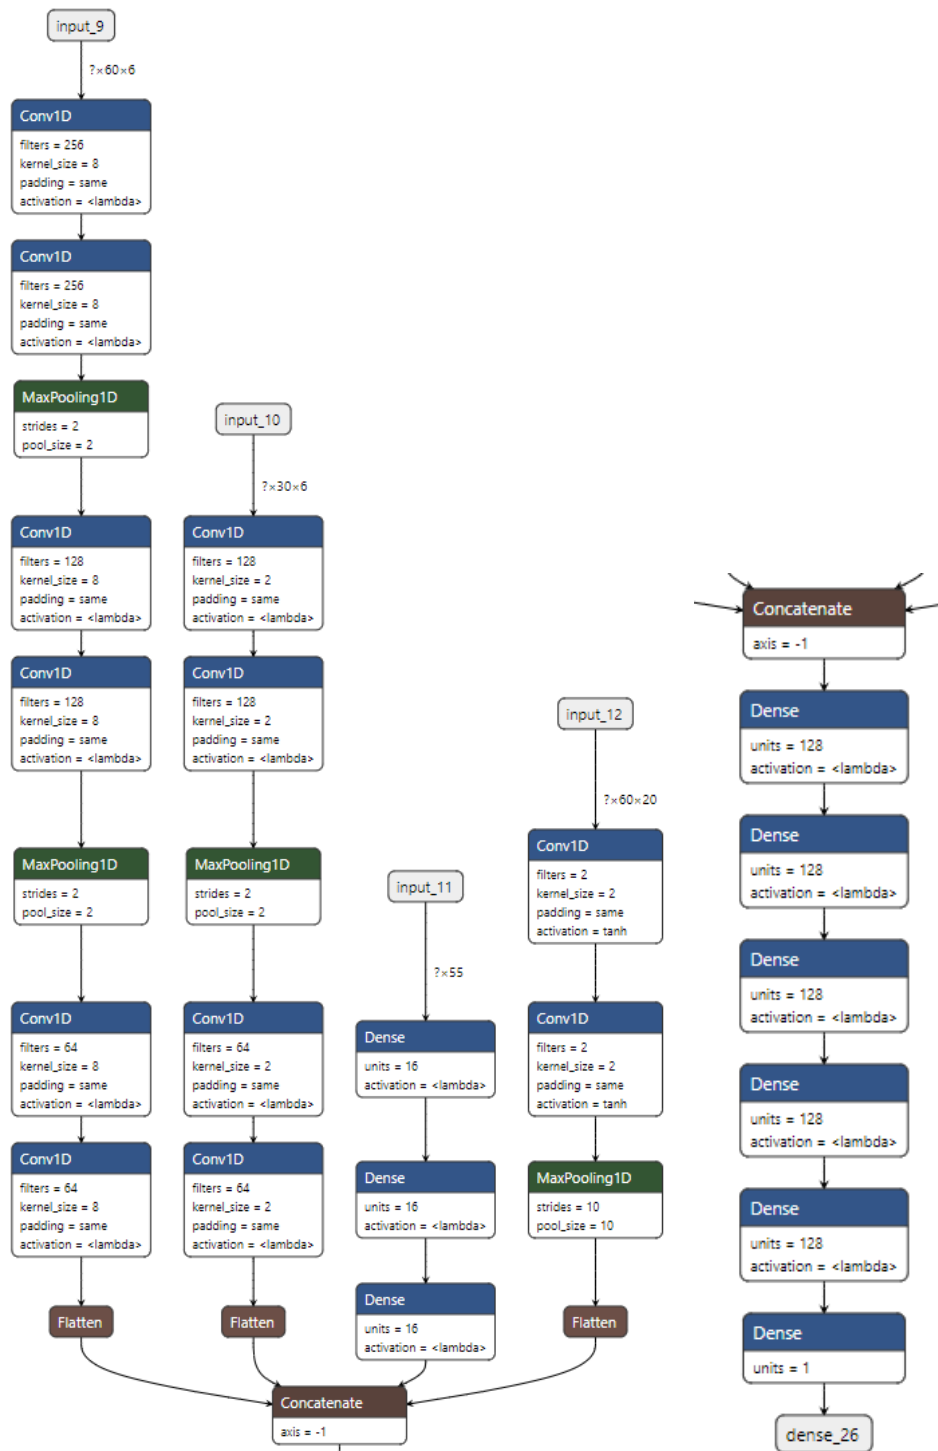 input_9
?×60×6
Conv1D
filters = 256
kernel_size = 8
padding = same
activation = <lambda>
Conv1D
filters = 256
kernel_size = 8
padding = same
activation = <lambda>
MaxPooling1D
strides = 2
pool_size = 2
Conv1D
filters = 128
kernel_size = 8
padding = same
activation = <lambda>
Conv1D
filters = 128
kernel_size = 8
padding = same
activation = <lambda>
MaxPooling1D
strides = 2
pool_size = 2
Conv1D
filters = 64
kernel_size = 8
padding = same
activation = <lambda>
Conv1D
filters = 64
kernel_size = 8
padding = same
activation = <lambda>
Flatten
input_10
?×30×6
Conv1D
filters = 128
kernel_size = 2
padding = same
activation = <lambda>
Conv1D
filters = 128
kernel_size = 2
padding = same
activation = <lambda>
MaxPooling1D
strides = 2
pool_size = 2
Conv1D
filters = 64
kernel_size = 2
padding = same
activation = <lambda>
Conv1D
filters = 64
kernel_size = 2
padding = same
activation = <lambda>
Flatten
input_11
?×55
Dense
units = 16
activation = <lambda>
Dense
units = 16
activation = <lambda>
Dense
units = 16
activation = <lambda>
input_12
?×60×20
Conv1D
filters = 2
kernel_size = 2
padding = same
activation = tanh
Conv1D
filters = 2
kernel_size = 2
padding = same
activation = tanh
MaxPooling1D
strides = 10
pool_size = 10
Flatten
Concatenate
axis = -1
Concatenate
axis = -1
Dense
units = 128
activation = <lambda>
Dense
units = 128
activation = <lambda>
Dense
units = 128
activation = <lambda>
Dense
units = 128
activation = <lambda>
Dense
units = 128
activation = <lambda>
Dense
units = 1
dense_26